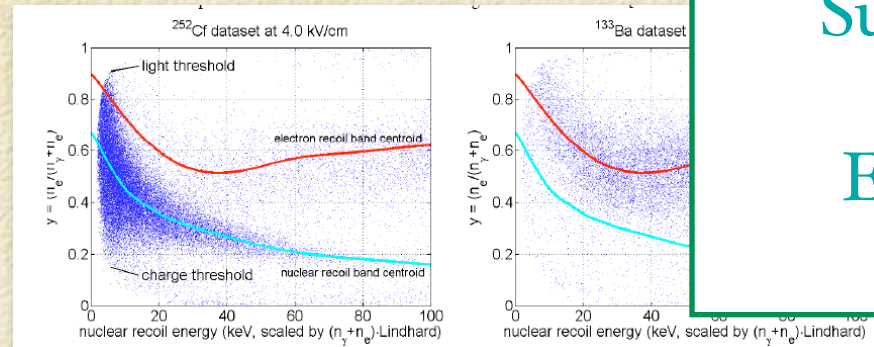 ²⁵²Cf dataset at 4.0 kV/cm
1
0.8
0.6
0.4
0.2
0
0 20 40 60 80 100
y = (nₑ/(nᵧ+nₑ)
light threshold
electron recoil band centroid
nuclear recoil band centroid
charge threshold
nuclear recoil energy (keV, scaled by (nᵧ+nₑ)·Lindhard)
¹³³Ba dataset
1
0.8
0.6
0.4
0.2
0
0 20 40
y = (nₑ/(nᵧ+nₑ)
nuclear recoil energy (keV, scaled by (nᵧ+nₑ)·Lindhard)
Su
E